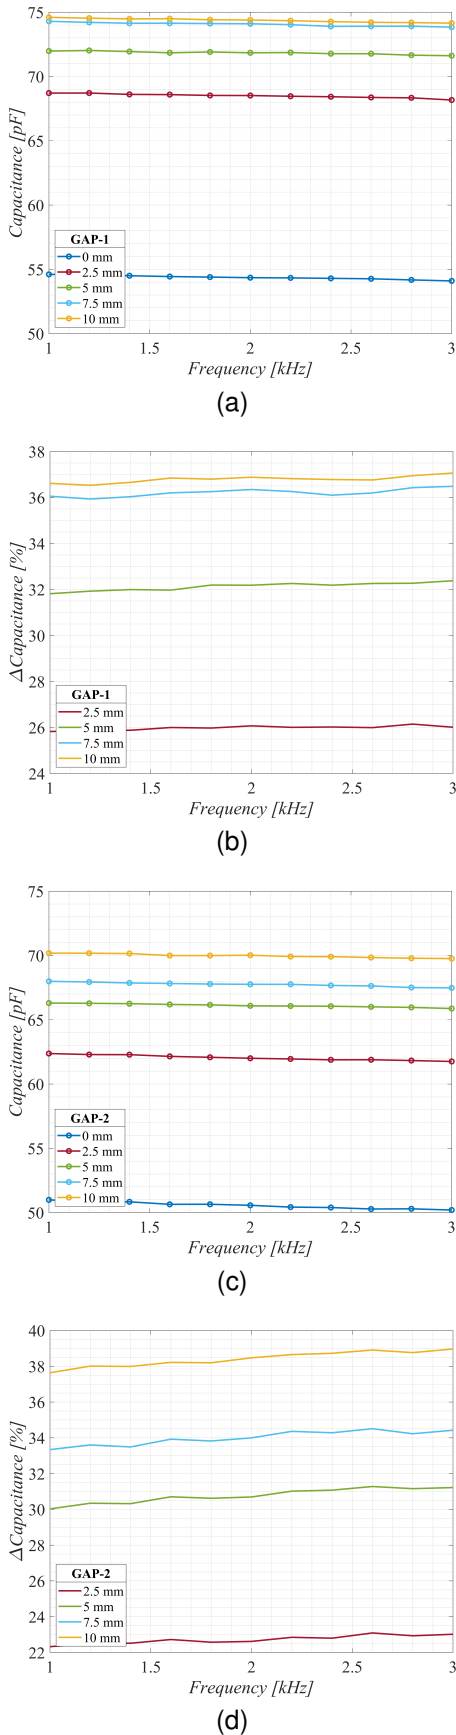 75
70
65
60
55
50
Capacitance [pF]
GAP-1
0 mm
2.5 mm
5 mm
7.5 mm
10 mm
1 1.5 2 2.5 3
Frequency [kHz]
(a)
38
36
34
32
30
28
26
24
ΔCapacitance [%]
GAP-1
2.5 mm
5 mm
7.5 mm
10 mm
1 1.5 2 2.5 3
Frequency [kHz]
(b)
75
70
65
60
55
50
Capacitance [pF]
GAP-2
0 mm
2.5 mm
5 mm
7.5 mm
10 mm
1 1.5 2 2.5 3
Frequency [kHz]
(c)
40
38
36
34
32
30
28
26
24
22
ΔCapacitance [%]
GAP-2
2.5 mm
5 mm
7.5 mm
10 mm
1 1.5 2 2.5 3
Frequency [kHz]
(d)